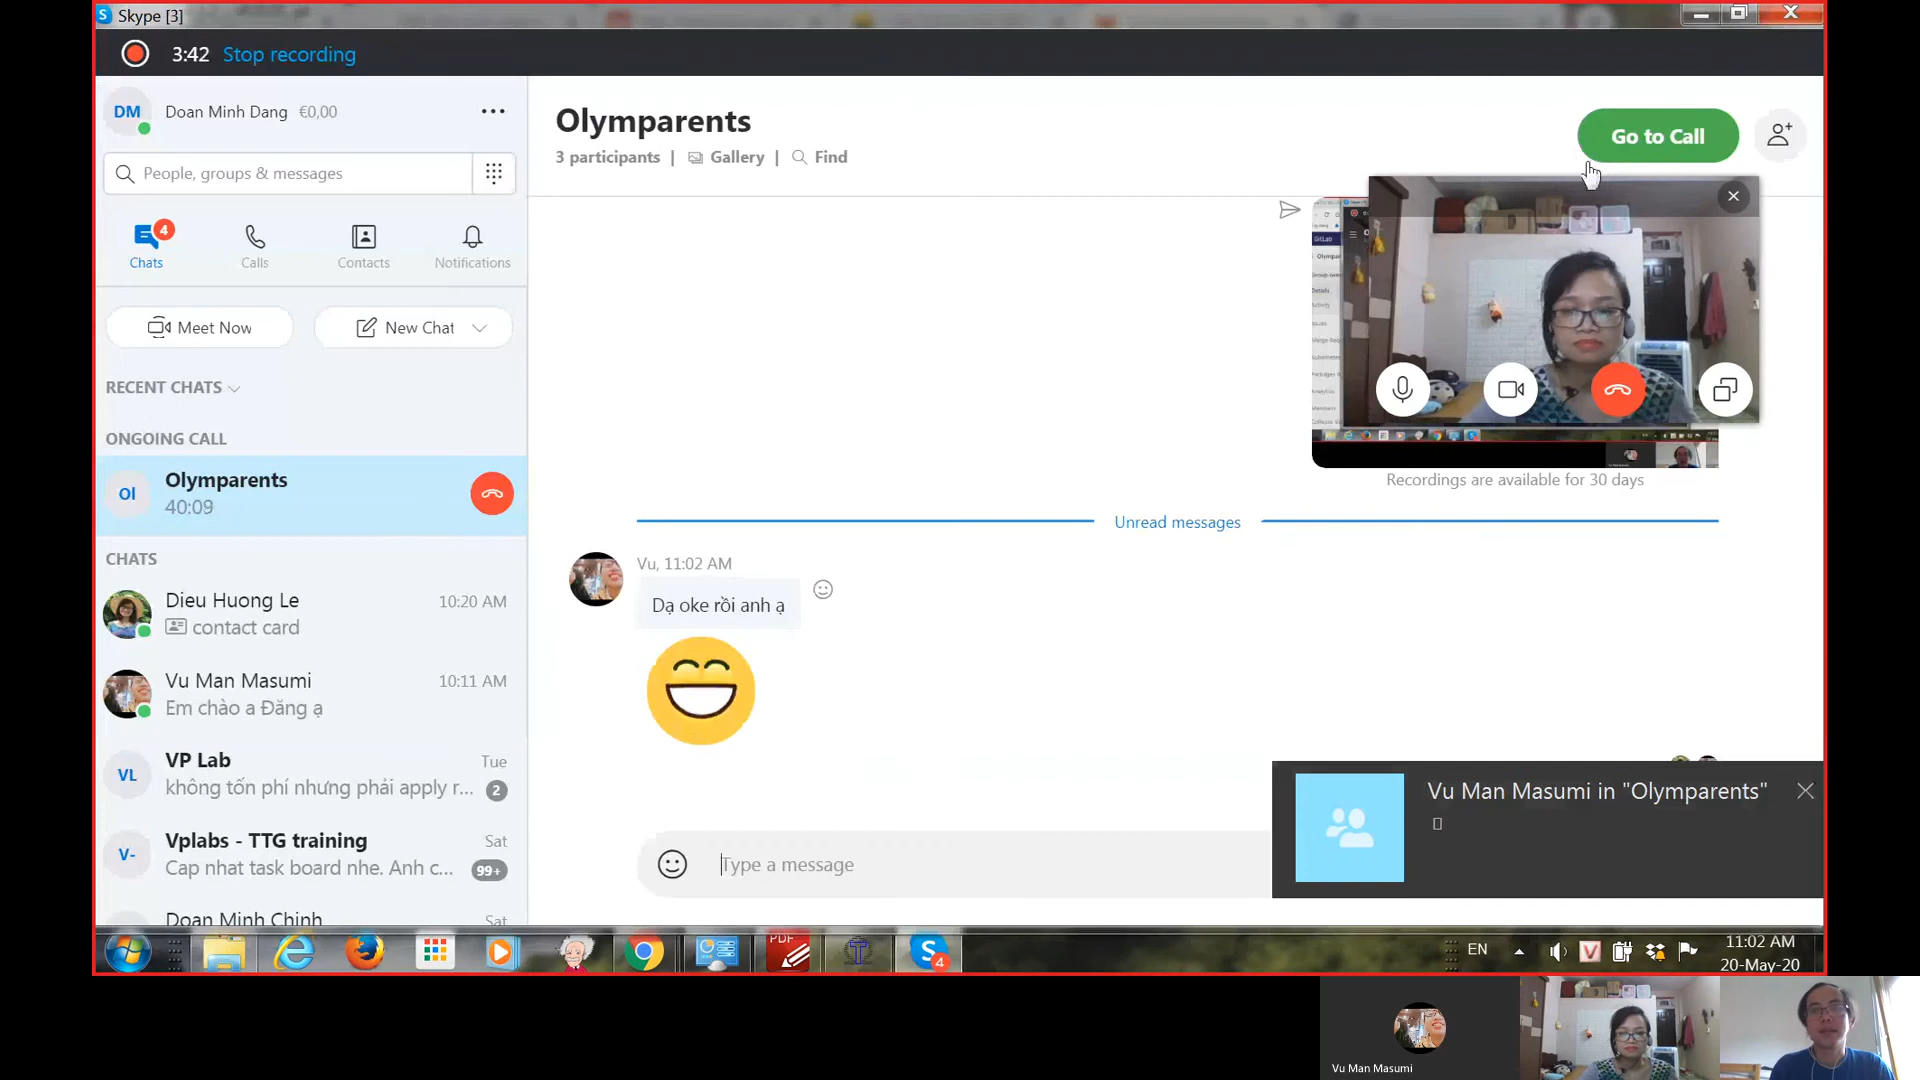 Skype [3]
3:42 Stop recording
DM Doan Minh Dang €0,00
People, groups & messages
4
Chats Calls Contacts Notifications
Meet Now New Chat
RECENT CHATS
ONGOING CALL
Ol Olymparents
40:09
CHATS
Dieu Huong Le 10:20 AM
contact card
Vu Man Masumi 10:11 AM
Em chào a Đăng ạ
VL VP Lab Tue
không tốn phí nhưng phải apply r... 2
V- Vplabs - TTG training Sat
Cap nhat task board nhe. Anh c... 99+
Doan Minh Chinh Sat
Olymparents
3 participants | Gallery | Find
Go to Call
GitLab
Recordings are available for 30 days
Unread messages
Vu, 11:02 AM
Dạ oke rồi anh ạ
Type a message
Vu Man Masumi in "Olymparents"
PDF
4
EN
11:02 AM
20-May-20
Vu Man Masumi